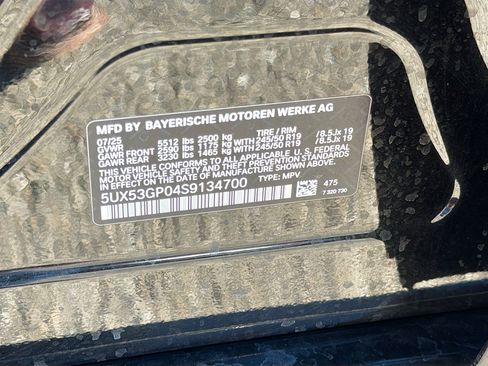 MFD BY BAYERISCHE MOTOREN WERKE AG
07/25 TIRE / RIM
GVWR 5512 lbs 2500 kg
GAWR FRONT 2590 lbs 1175 kg WITH 245/50 R19 / 8.5Jx 19
GAWR REAR 3230 lbs 1465 kg WITH 245/50 R19 / 8.5Jx 19
THIS VEHICLE CONFORMS TO ALL APPLICABLE U. S. FEDERAL
MOTOR VEHICLE SAFETY AND THEFT PREVENTION STANDARDS
IN EFFECT ON THE DATE OF MANUFACTURE SHOWN ABOVE.
5UX53GP04S9134700 TYPE: MPV
475
7 320 730